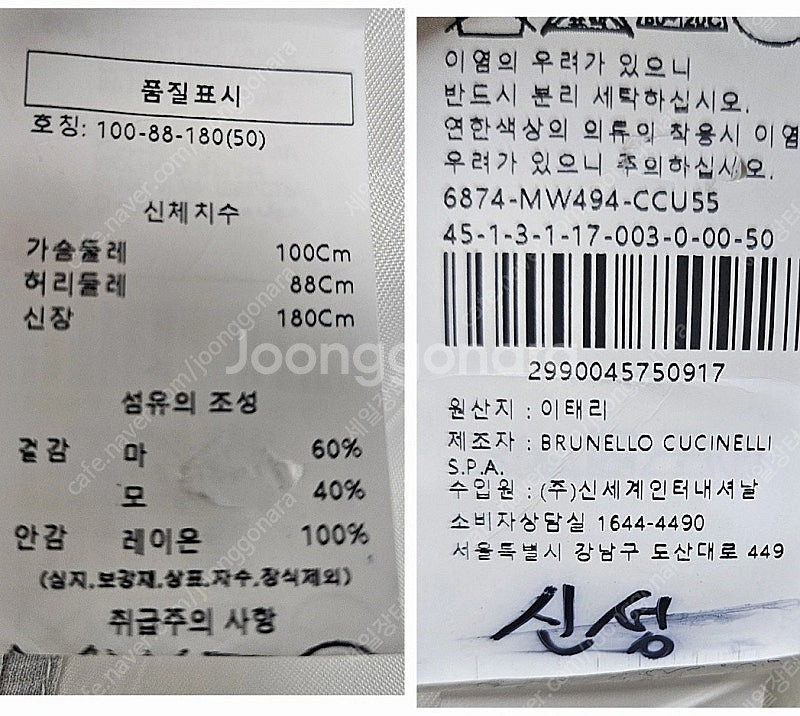 품질표시
호칭: 100-88-180(50)
신체치수
가슴둘레 100Cm
허리둘레 88Cm
신장 180Cm
섬유의 조성
겉감 마 60%
모 40%
안감 레이온 100%
(심지,보강재,상표,자수,장식제외)
취급주의 사항
이염의 우려가 있으니
반드시 분리 세탁하십시오.
연한색상의 의류의 착용시 이염
우려가 있으니 주의하십시오.
6874-MW494-CCU55
45-1-3-1-17-003-0-00-50
2990045750917
원산지 : 이태리
제조자 : BRUNELLO CUCINELLI
S.P.A.
수입원 : (주)신세계인터내셔날
소비자상담실 1644-4490
서울특별시 강남구 도산대로 449
신성
Joonggonara
cafe.naver.com/joonggonara